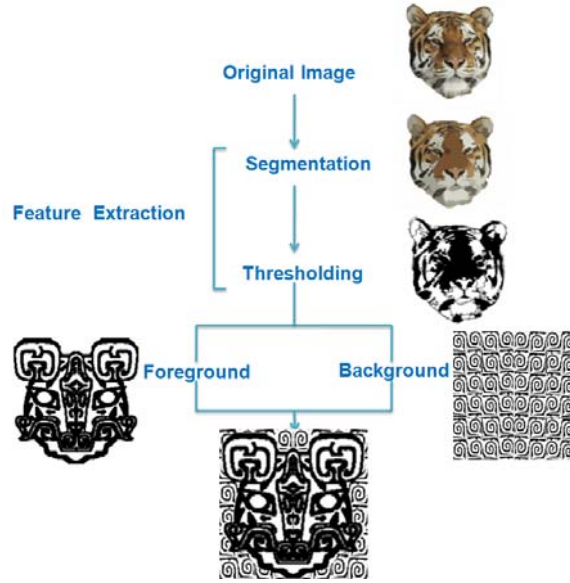 Original Image
Segmentation
Feature Extraction
Thresholding
Foreground
Background